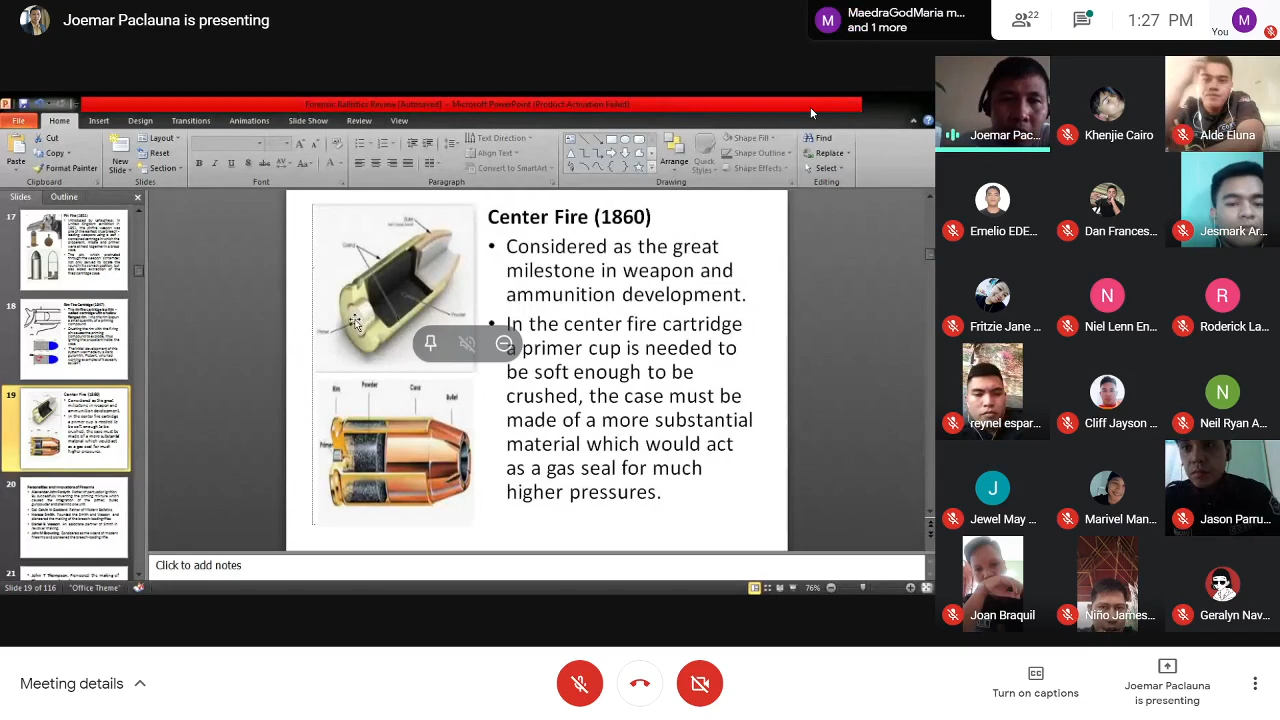 Joemar Paclauna is presenting
MaedraGodMaria m...
and 1 more
22
1:27 PM
You
M
M
Forensic Ballistics Review [Autosaved] - Microsoft PowerPoint (Product Activation Failed)
File
Home
Insert
Design
Transitions
Animations
Slide Show
Review
View
Paste
Cut
Copy
Format Painter
Clipboard
New
Slide
Layout
Reset
Section
Slides
Font
Text Direction
Align Text
Convert to SmartArt
Paragraph
Arrange
Quick
Styles
Shape Fill
Shape Outline
Shape Effects
Drawing
Find
Replace
Select
Editing
Slides
Outline
17
18
19
20
21
Center Fire (1860)
• Considered as the great
milestone in weapon and
ammunition development.
• In the center fire cartridge
a primer cup is needed to
be soft enough to be
crushed, the case must be
made of a more substantial
material which would act
as a gas seal for much
higher pressures.
Rim
Powder
Case
Bullet
Primer
Click to add notes
Slide 19 of 116
"Office Theme"
76%
Joemar Pac...
Khenjie Cairo
Alde Eluna
Emelio EDE...
Dan Frances...
Jesmark Ar...
Fritzie Jane ...
N
Niel Lenn En...
R
Roderick La...
reynel espar...
Cliff Jayson ...
N
Neil Ryan A...
J
Jewel May ...
Marivel Man...
Jason Parru...
Joan Braquil
Niño James...
Geralyn Nav...
Meeting details
Turn on captions
Joemar Paclauna
is presenting